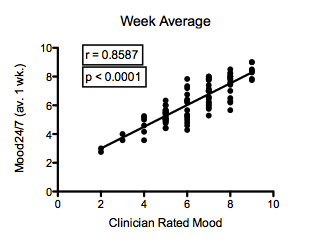 Week Average
r = 0.8587
p < 0.0001
Mood24/7 (av. 1 wk.)
10
8
6
4
2
0
0 2 4 6 8 10
Clinician Rated Mood